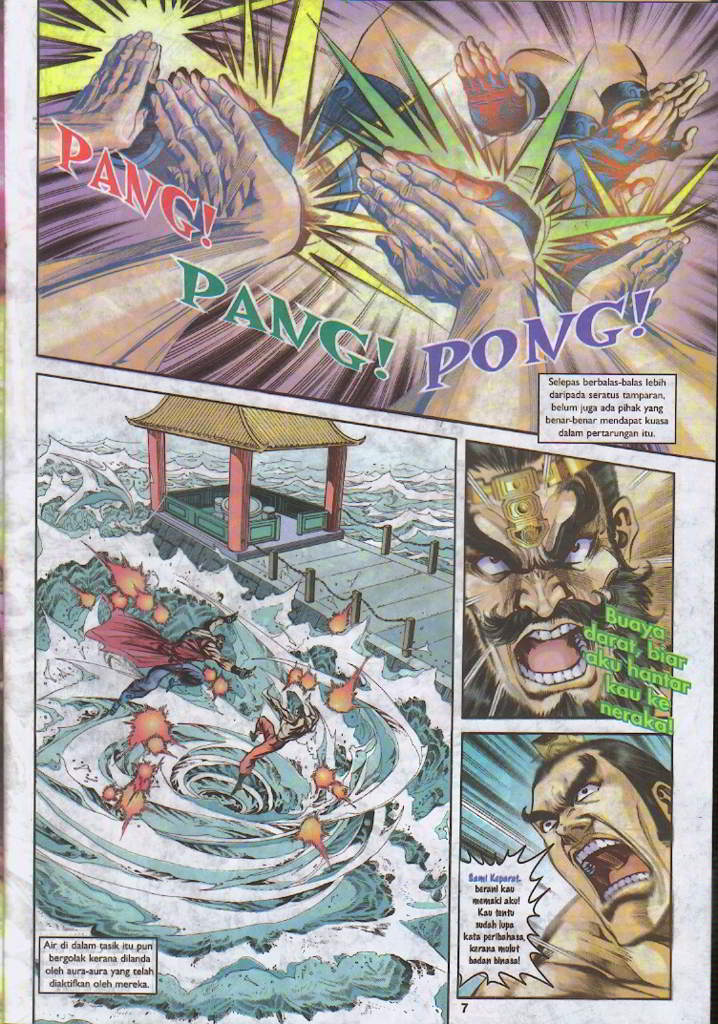 PANG!
PANG!
PONG!
Selepas berbalas-balas lebih
daripada seratus tamparan,
belum juga ada pihak yang
benar-benar mendapat kuasa
dalam pertarungan itu.
Buaya
darat, biar
aku hantar
kau ke
neraka!
Sami Keparat,
berani kau
memaki aku!
Kau tentu
sudah lupa
kata peribahasa,
kerana mulut
badan binasa!
Air di dalam tasik itu pun
bergolak kerana dilanda
oleh aura-aura yang telah
diaktifkan oleh mereka.
7